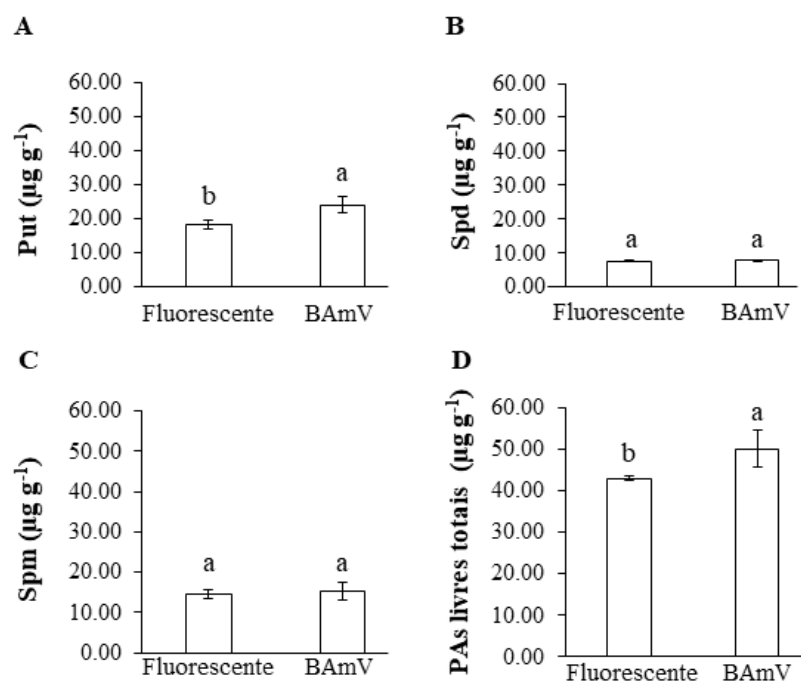 A
Put (µg g⁻¹)
60.00
50.00
40.00
30.00
20.00
10.00
0.00
b
a
Fluorescente
BAmV
B
Spd (µg g⁻¹)
60.00
50.00
40.00
30.00
20.00
10.00
0.00
a
a
Fluorescente
BAmV
C
Spm (µg g⁻¹)
60.00
50.00
40.00
30.00
20.00
10.00
0.00
a
a
Fluorescente
BAmV
D
PAs livres totais (µg g⁻¹)
60.00
50.00
40.00
30.00
20.00
10.00
0.00
b
a
Fluorescente
BAmV